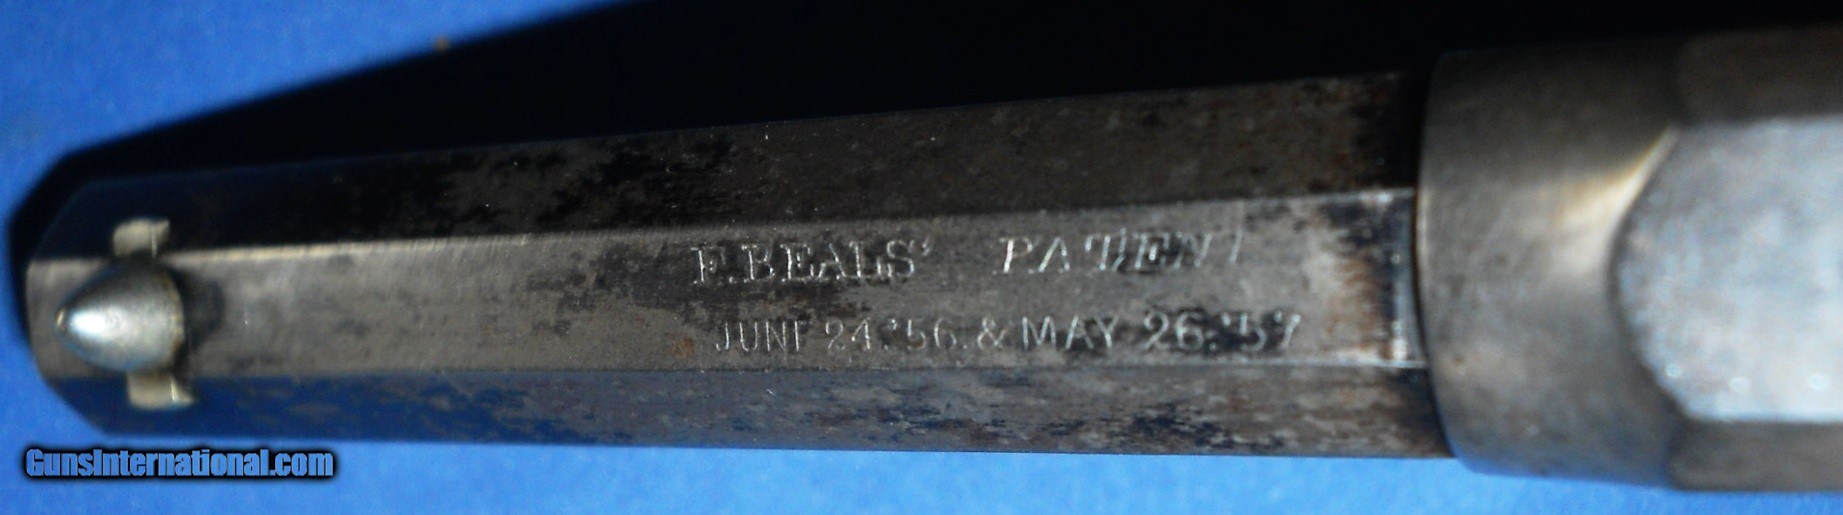 F. BEALS' PATENT
JUNE 24, '56. & MAY 26, '57
GunsInternational.com